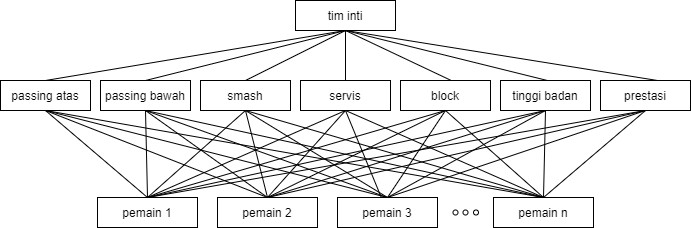 tim inti
passing atas
passing bawah
smash
servis
block
tinggi badan
prestasi
pemain 1
pemain 2
pemain 3
pemain n